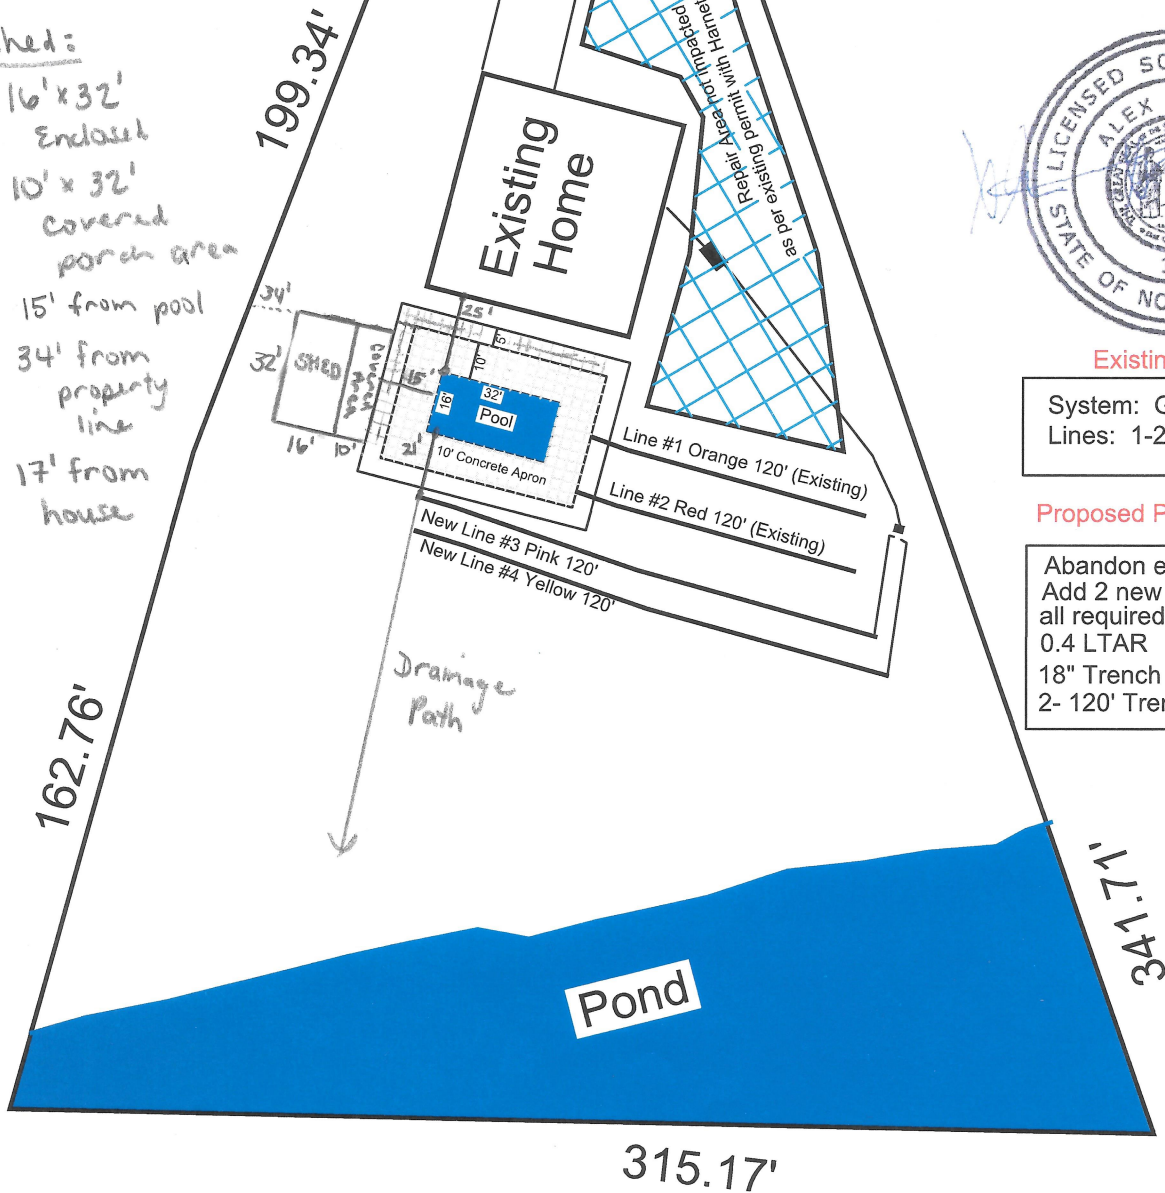 hed:
16'x32'
Enclosed
10' x 32'
covered
porch area
15' from pool
34' from
property
line
17' from
house
199.34'
162.76'
341.71'
315.17'
Existing
Home
Repair Area not impacted
as per existing permit with Harnet
34'
32'
SHED
Covered
Area
16'
10'
25'
5'
10'
15'
16'
32'
Pool
21'
10' Concrete Apron
Line #1 Orange 120' (Existing)
Line #2 Red 120' (Existing)
New Line #3 Pink 120'
New Line #4 Yellow 120'
Drainage
Path
Pond
LICENSED SO
ALEX
STATE OF NO
Existin
System: G
Lines: 1-2
Proposed P
Abandon e
Add 2 new
all required
0.4 LTAR
18" Trench
2- 120' Tren